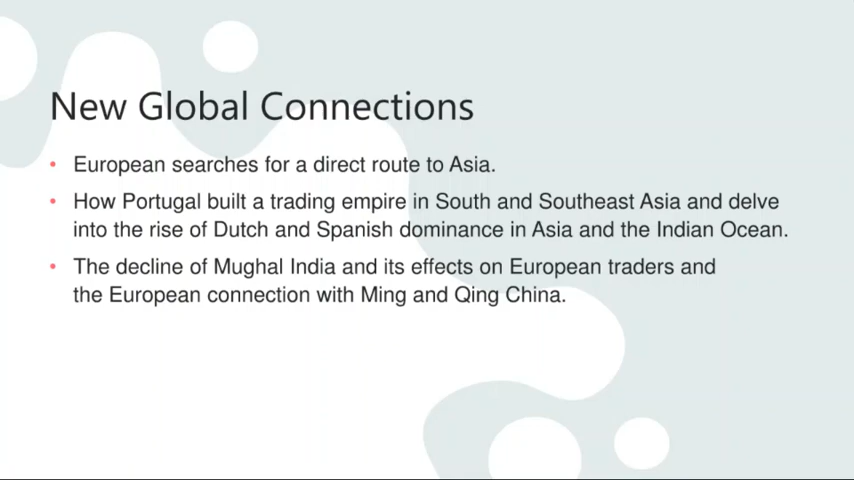 New Global Connections
• European searches for a direct route to Asia.
• How Portugal built a trading empire in South and Southeast Asia and delve
into the rise of Dutch and Spanish dominance in Asia and the Indian Ocean.
• The decline of Mughal India and its effects on European traders and
the European connection with Ming and Qing China.